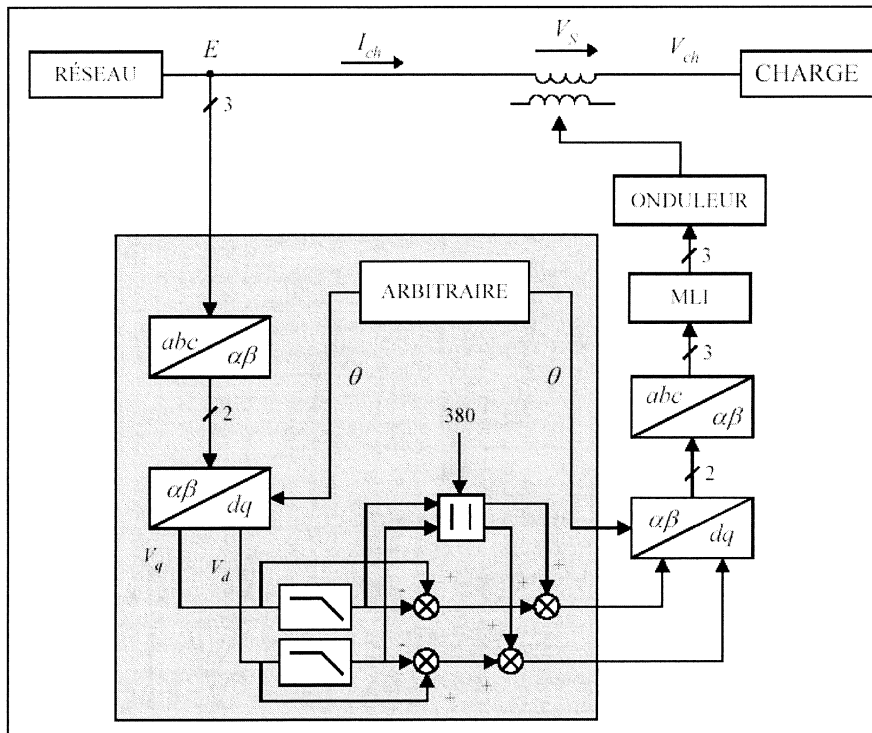 E
I_ch
V_S
V_ch
RÉSEAU
CHARGE
3
ONDULEUR
3
ARBITRAIRE
MLI
abc
αβ
θ
θ
3
abc
αβ
2
380
2
αβ
dq
αβ
dq
V_q
V_d
+
+
+
-
+
-
+
+